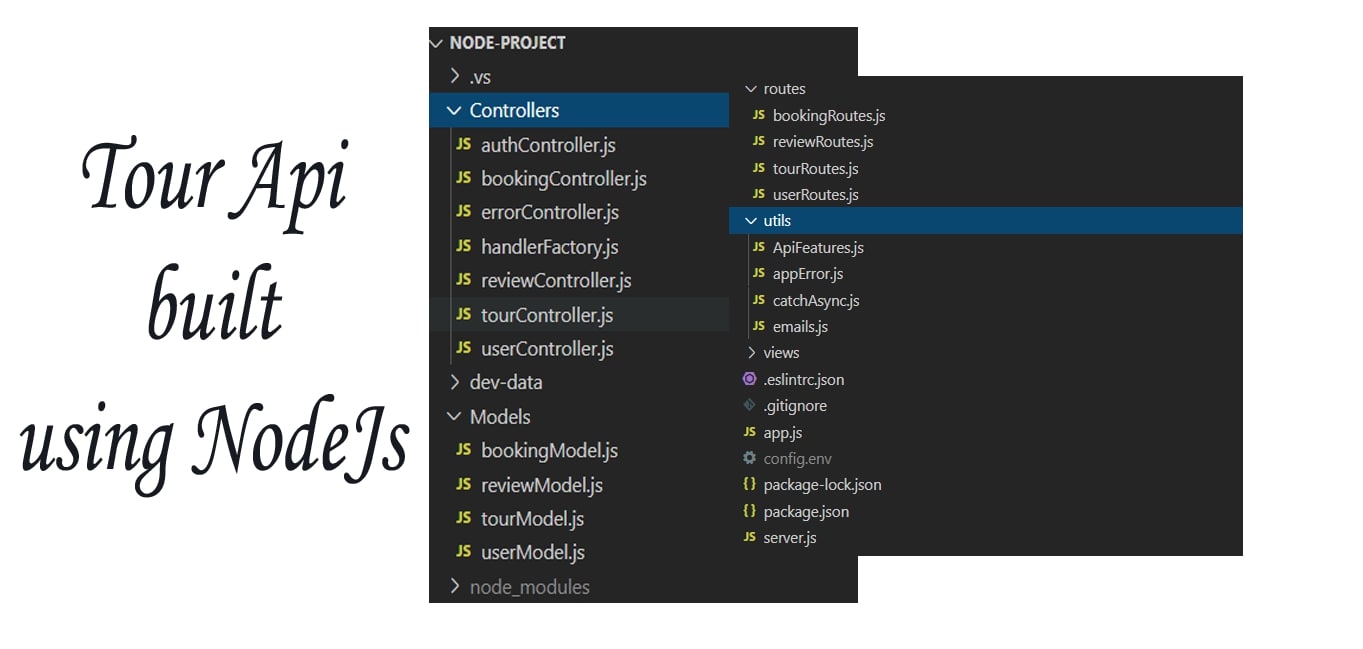 Tour Api
built
using NodeJs
NODE-PROJECT
.vs
Controllers
JS authController.js
JS bookingController.js
JS errorController.js
JS handlerFactory.js
JS reviewController.js
JS tourController.js
JS userController.js
dev-data
Models
JS bookingModel.js
JS reviewModel.js
JS tourModel.js
JS userModel.js
node_modules
routes
JS bookingRoutes.js
JS reviewRoutes.js
JS tourRoutes.js
JS userRoutes.js
utils
JS ApiFeatures.js
JS appError.js
JS catchAsync.js
JS emails.js
views
.eslintrc.json
.gitignore
JS app.js
config.env
{} package-lock.json
{} package.json
JS server.js